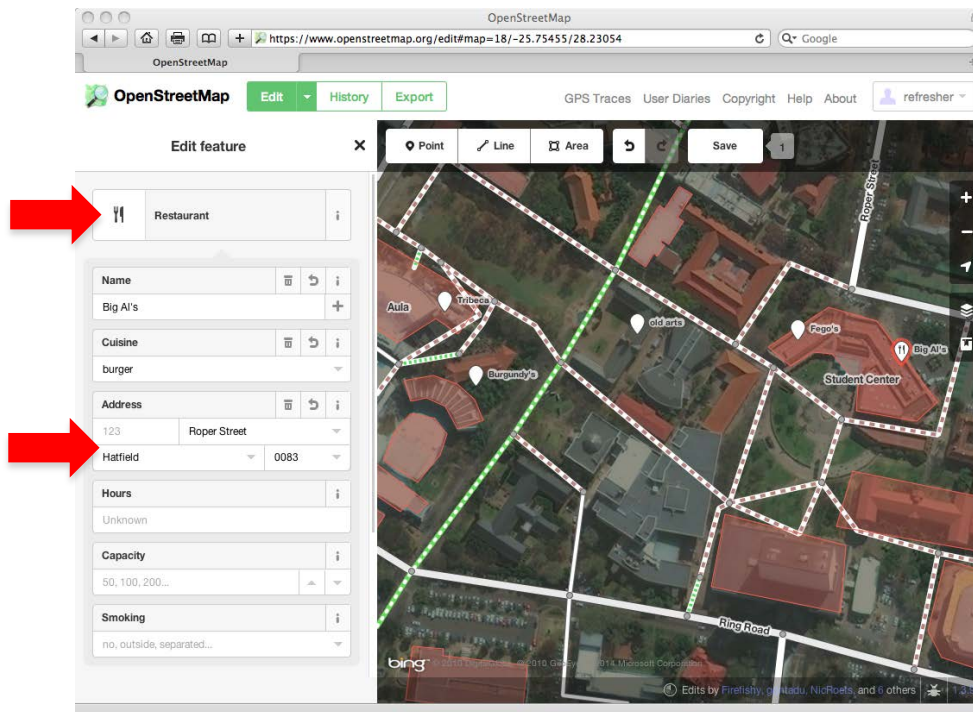 OpenStreetMap
https://www.openstreetmap.org/edit#map=18/-25.75455/28.23054
Google
OpenStreetMap
OpenStreetMap Edit History Export GPS Traces User Diaries Copyright Help About refresher
Edit feature
Point Line Area Save 1
Restaurant
Name
Big Al's
Cuisine
burger
Address
123 Roper Street
Hatfield 0083
Hours
Unknown
Capacity
50, 100, 200...
Smoking
no, outside, separated...
Roper Street
Aula
Tribeca
old arts
Fego's
Big Al's
Burgundy's
Student Center
Ring Road
bing
Microsoft Corporation
Edits by Firefishy, NicRoets, and 6 others